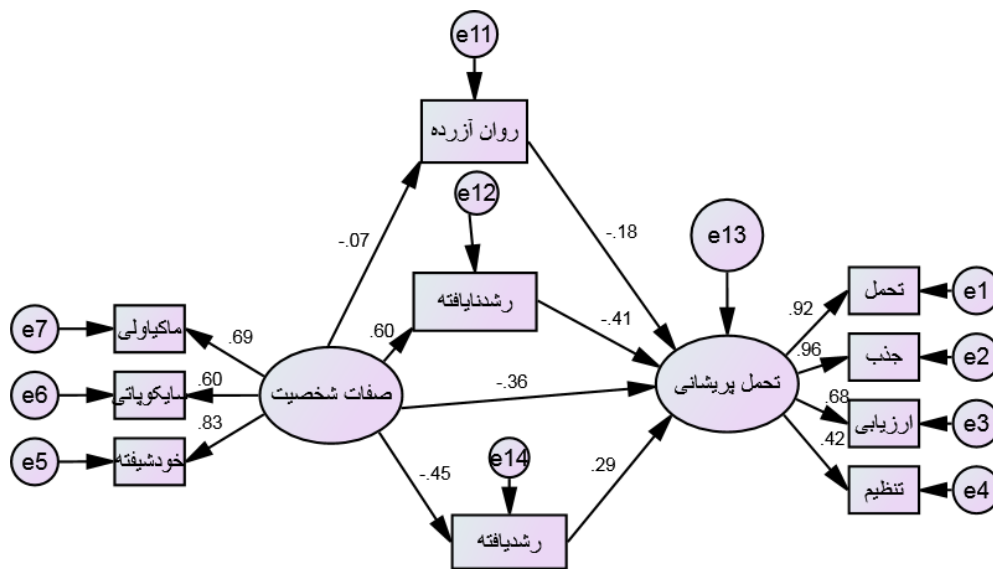 e11
روان آزرده
e12
-.07
-.18
e13
رشدنایافته
تحمل
e1
e7
ماکیاولی
.69
.60
-.41
.92
جذب
e2
.96
e6
سایکوپاتی
.60
صفات شخصیت
-.36
تحمل پریشانی
.68
ارزیابی
e3
e5
خودشیفته
.83
.42
تنظیم
e4
-.45
e14
.29
رشدیافته